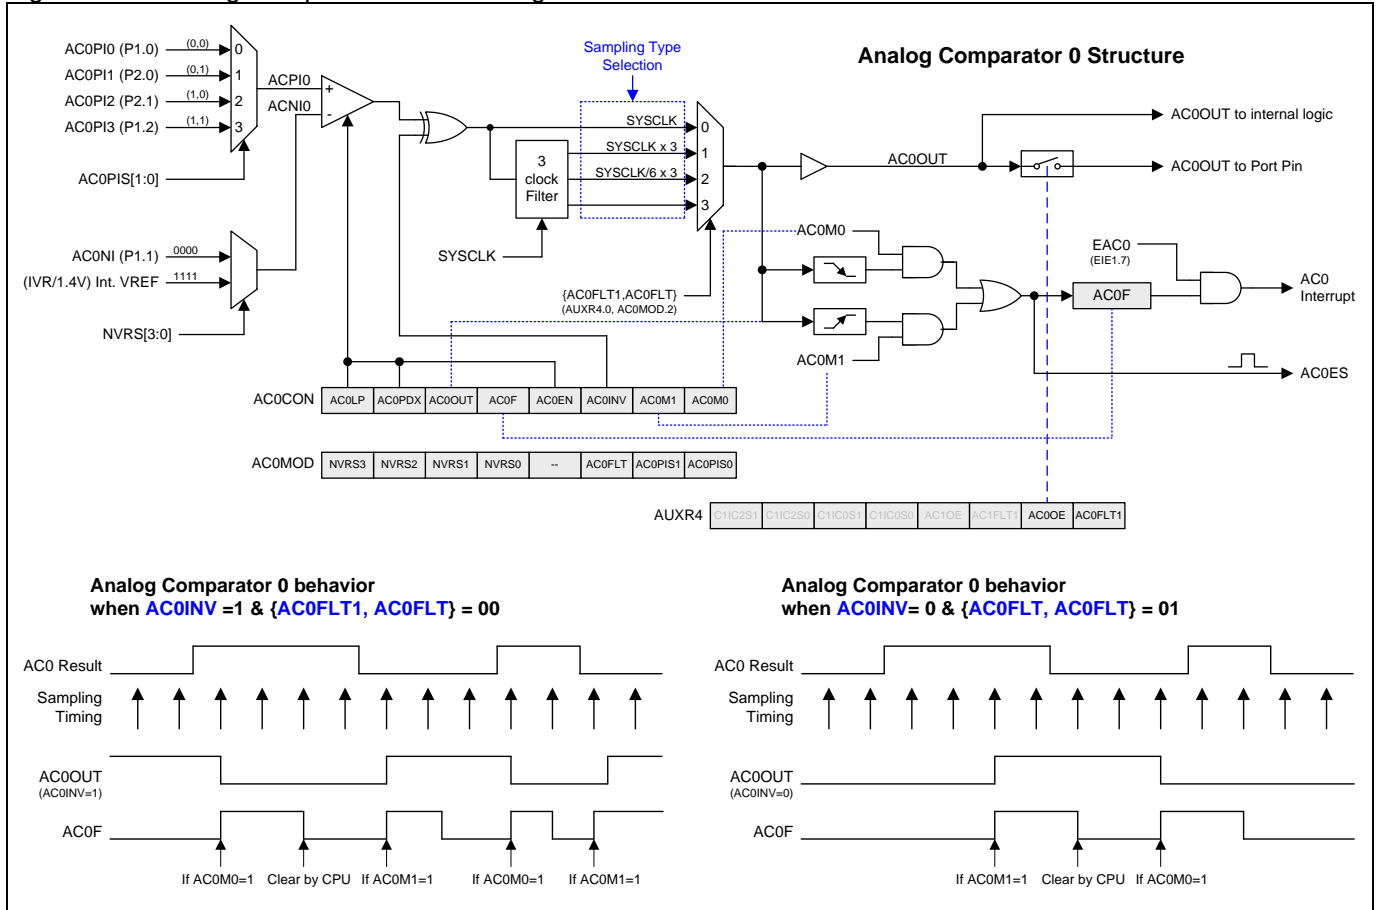 Analog Comparator 0 Structure
AC0PI0 (P1.0)
(0,0)
0
AC0PI1 (P2.0)
(0,1)
1
AC0PI2 (P2.1)
(1,0)
2
AC0PI3 (P1.2)
(1,1)
3
AC0PIS[1:0]
ACPI0
ACNI0
+
-
AC0NI (P1.1)
0000
(IVR/1.4V) Int. VREF
1111
NVRS[3:0]
Sampling Type
Selection
3
clock
Filter
SYSCLK
SYSCLK
SYSCLK x 3
SYSCLK/6 x 3
0
1
2
3
{AC0FLT1,AC0FLT}
(AUXR4.0, AC0MOD.2)
AC0OUT
AC0OUT to internal logic
AC0OUT to Port Pin
AC0M0
AC0M1
EAC0
(EIE1.7)
AC0F
AC0
Interrupt
AC0ES
AC0CON
AC0LP AC0PDX AC0OUT AC0F AC0EN AC0INV AC0M1 AC0M0
AC0MOD
NVRS3 NVRS2 NVRS1 NVRS0 -- AC0FLT AC0PIS1 AC0PIS0
AUXR4
C1IC2S1 C1IC2S0 C1IC0S1 C1IC0S0 AC1OE AC1FLT1 AC0OE AC0FLT1
Analog Comparator 0 behavior
when AC0INV =1 & {AC0FLT1, AC0FLT} = 00
AC0 Result
Sampling
Timing
AC0OUT
(AC0INV=1)
AC0F
If AC0M0=1 Clear by CPU If AC0M1=1 If AC0M0=1 If AC0M1=1
Analog Comparator 0 behavior
when AC0INV= 0 & {AC0FLT, AC0FLT} = 01
AC0 Result
Sampling
Timing
AC0OUT
(AC0INV=0)
AC0F
If AC0M1=1 Clear by CPU If AC0M0=1